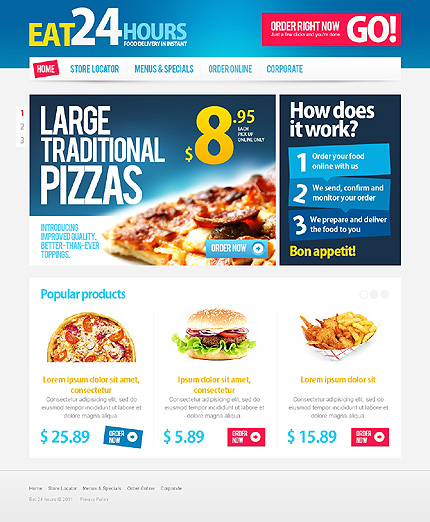 EAT24HOURS
FOOD DELIVERY IN INSTANT
ORDER RIGHT NOW
Just a few clicks and you're done
GO!
HOME STORE LOCATOR MENUS & SPECIALS ORDER ONLINE CORPORATE
1
2
3
LARGE
TRADITIONAL
PIZZAS
$8.95
EACH
PICK UP
ONLINE ONLY
INTRODUCING
IMPROVED QUALITY.
BETTER-THAN-EVER
TOPPINGS.
ORDER NOW
How does
it work?
1 Order your food
online with us
2 We send, confirm and
monitor your order
3 We prepare and deliver
the food to you
Bon appetit!
Popular products
Lorem ipsum dolor sit amet,
consectetur
Consectetur adipiscing elit, sed do
eiusmod tempor incididunt ut labore et
dolore magna aliqua
$ 25.89
ORDER
NOW
Lorem ipsum dolor sit amet,
consectetur
Consectetur adipiscing elit, sed do
eiusmod tempor incididunt ut labore et
dolore magna aliqua
$ 5.89
ORDER
NOW
Lorem ipsum dolor sit
Consectetur adipiscing elit, sed do
eiusmod tempor incididunt ut labore et
dolore magna aliqua
$ 15.89
ORDER
NOW
Home Store Locator Menus & Specials Order Online Corporate
Eat 24 hours © 2011 Privacy Policy